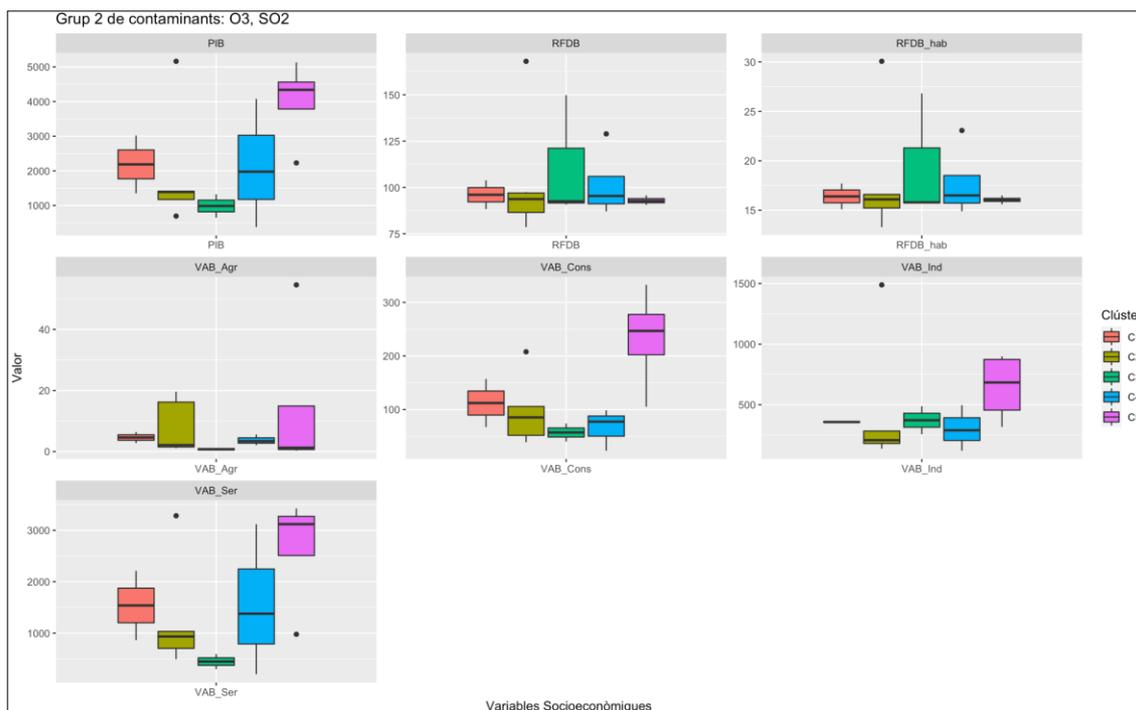 Grup 2 de contaminants: O3, SO2
PIB
RFDB
RFDB_hab
5000
4000
3000
2000
1000
150
125
100
75
30
25
20
15
PIB
RFDB
RFDB_hab
VAB_Agr
VAB_Cons
VAB_Ind
40
20
0
300
200
100
1500
1000
500
VAB_Agr
VAB_Cons
VAB_Ind
VAB_Ser
3000
2000
1000
VAB_Ser
Valor
Variables Socioeconòmiques
Clúste
C
C
C
C
C